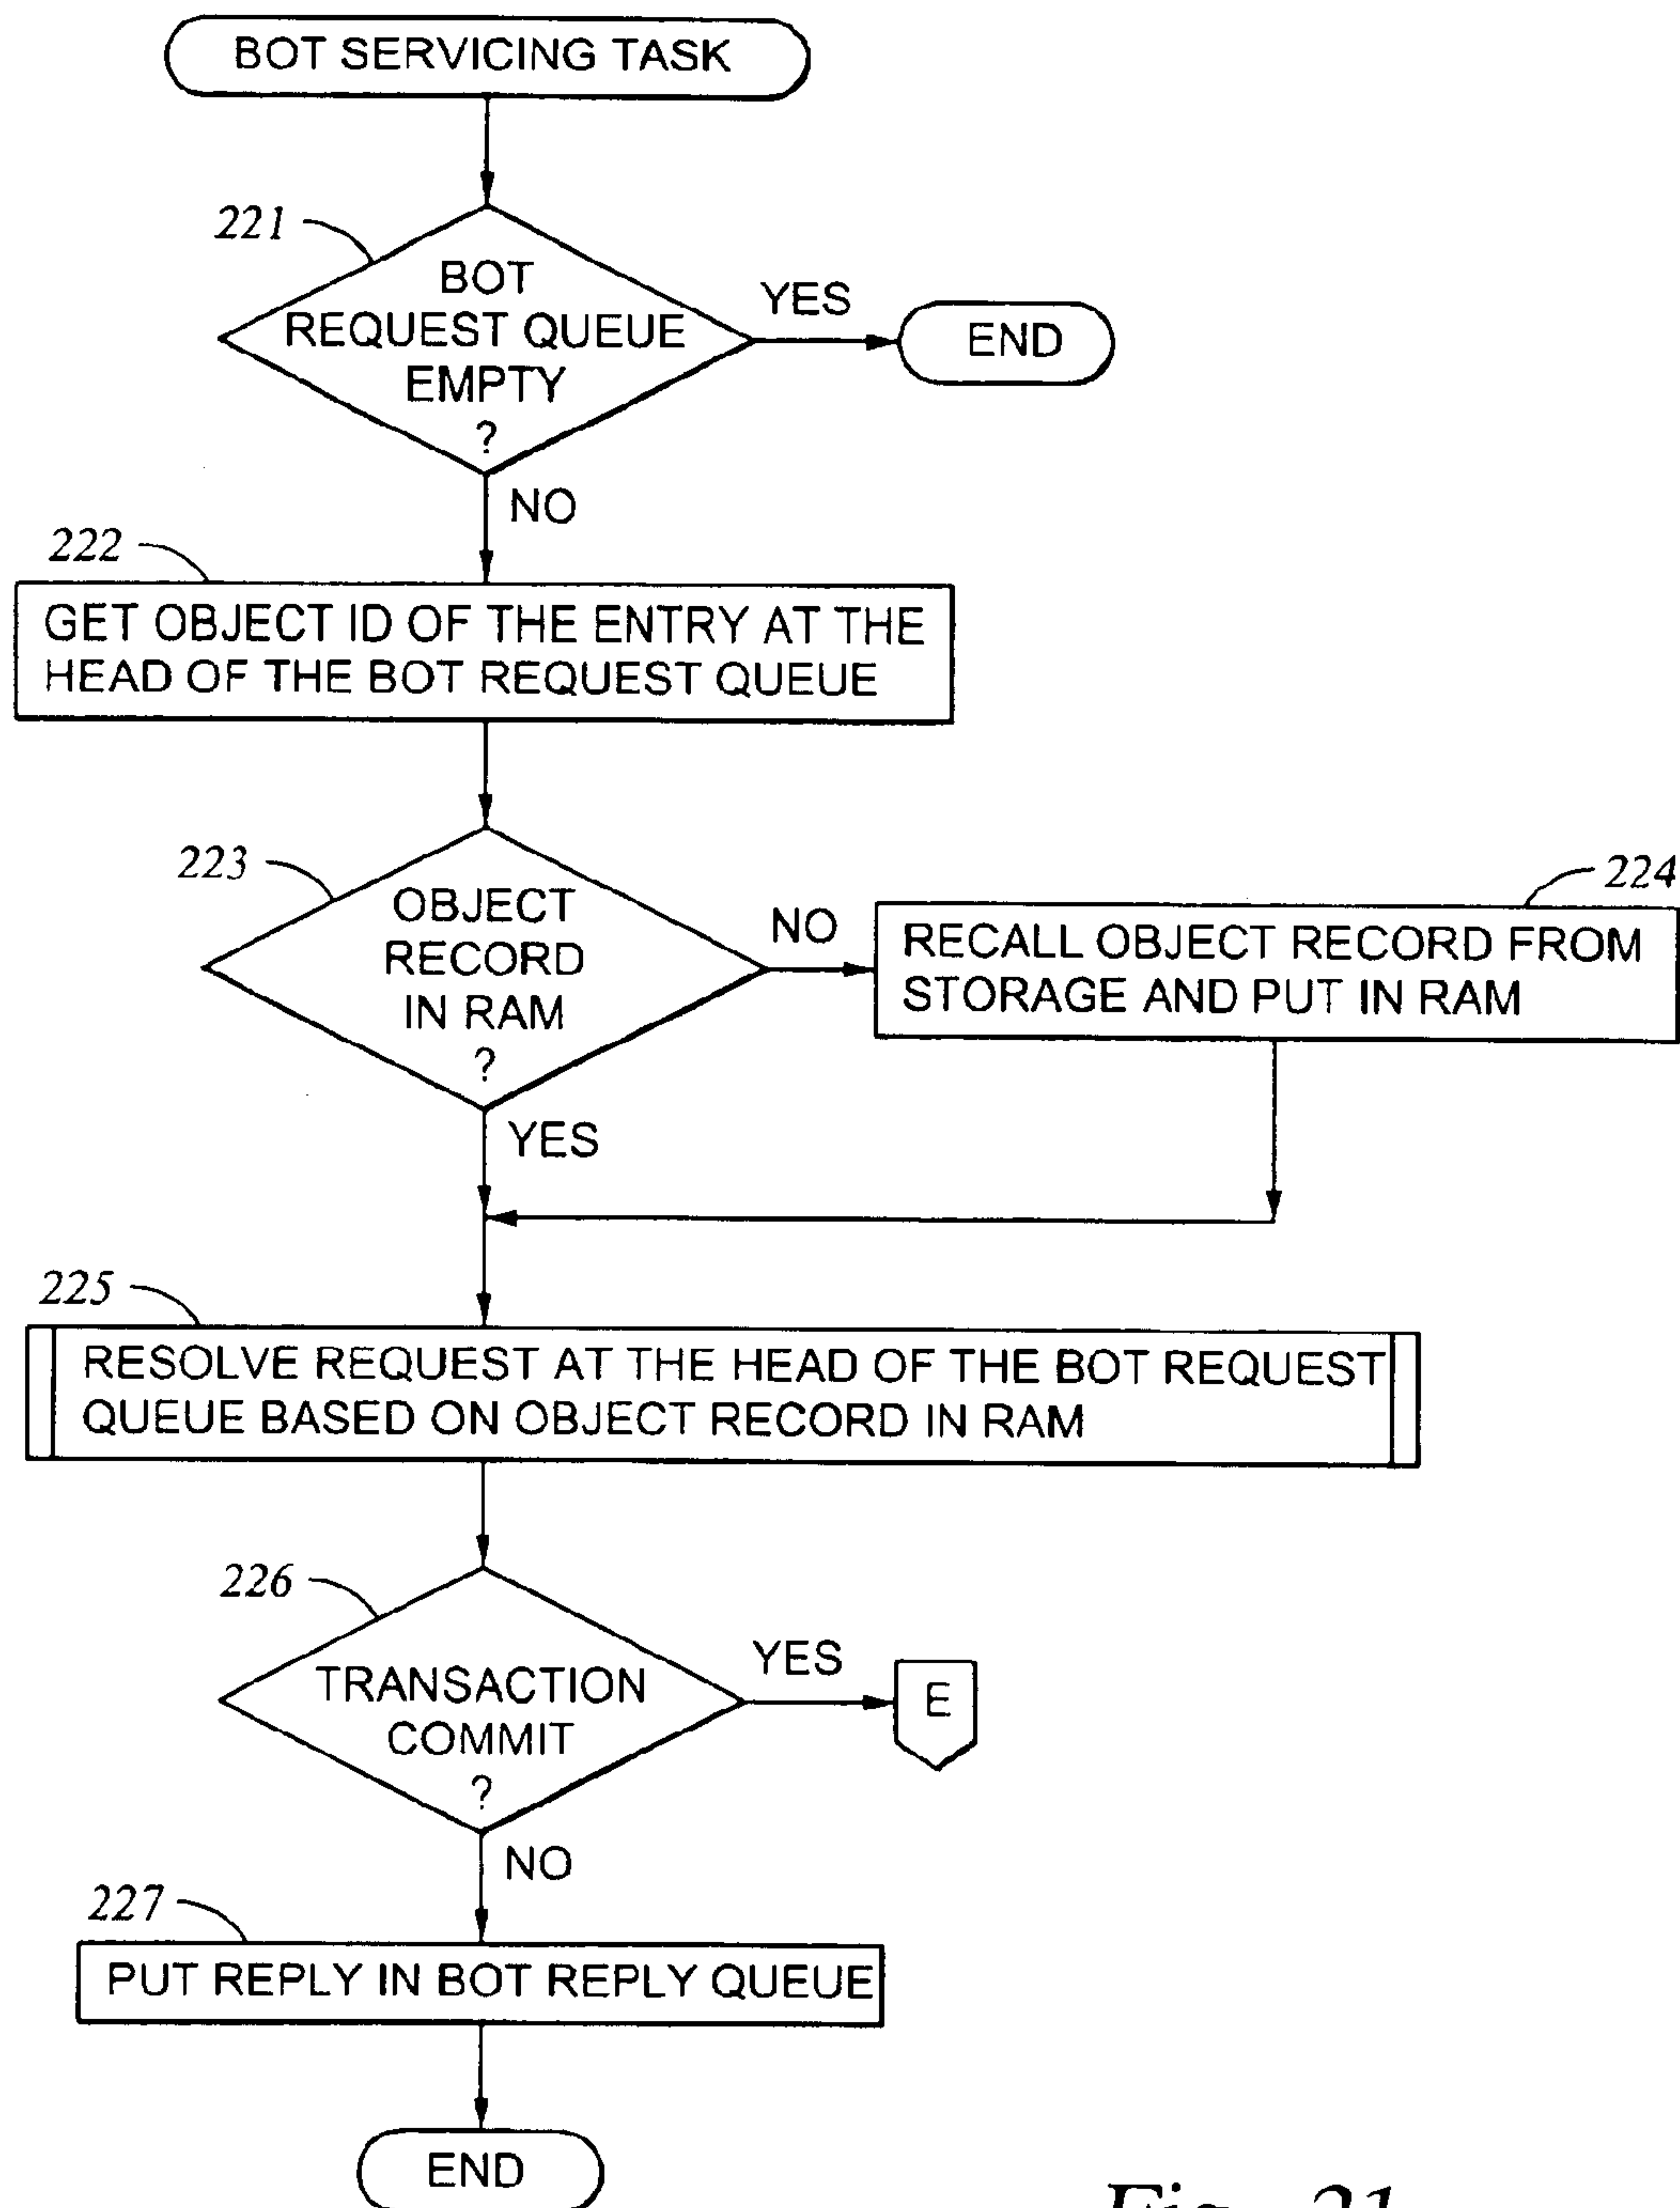 BOT SERVICING TASK
221
BOT
REQUEST QUEUE
EMPTY
?
YES
END
NO
222
GET OBJECT ID OF THE ENTRY AT THE
HEAD OF THE BOT REQUEST QUEUE
223
OBJECT
RECORD
IN RAM
?
NO
224
RECALL OBJECT RECORD FROM
STORAGE AND PUT IN RAM
YES
225
RESOLVE REQUEST AT THE HEAD OF THE BOT REQUEST
QUEUE BASED ON OBJECT RECORD IN RAM
226
TRANSACTION
COMMIT
?
YES
E
NO
227
PUT REPLY IN BOT REPLY QUEUE
END
Fig. 21